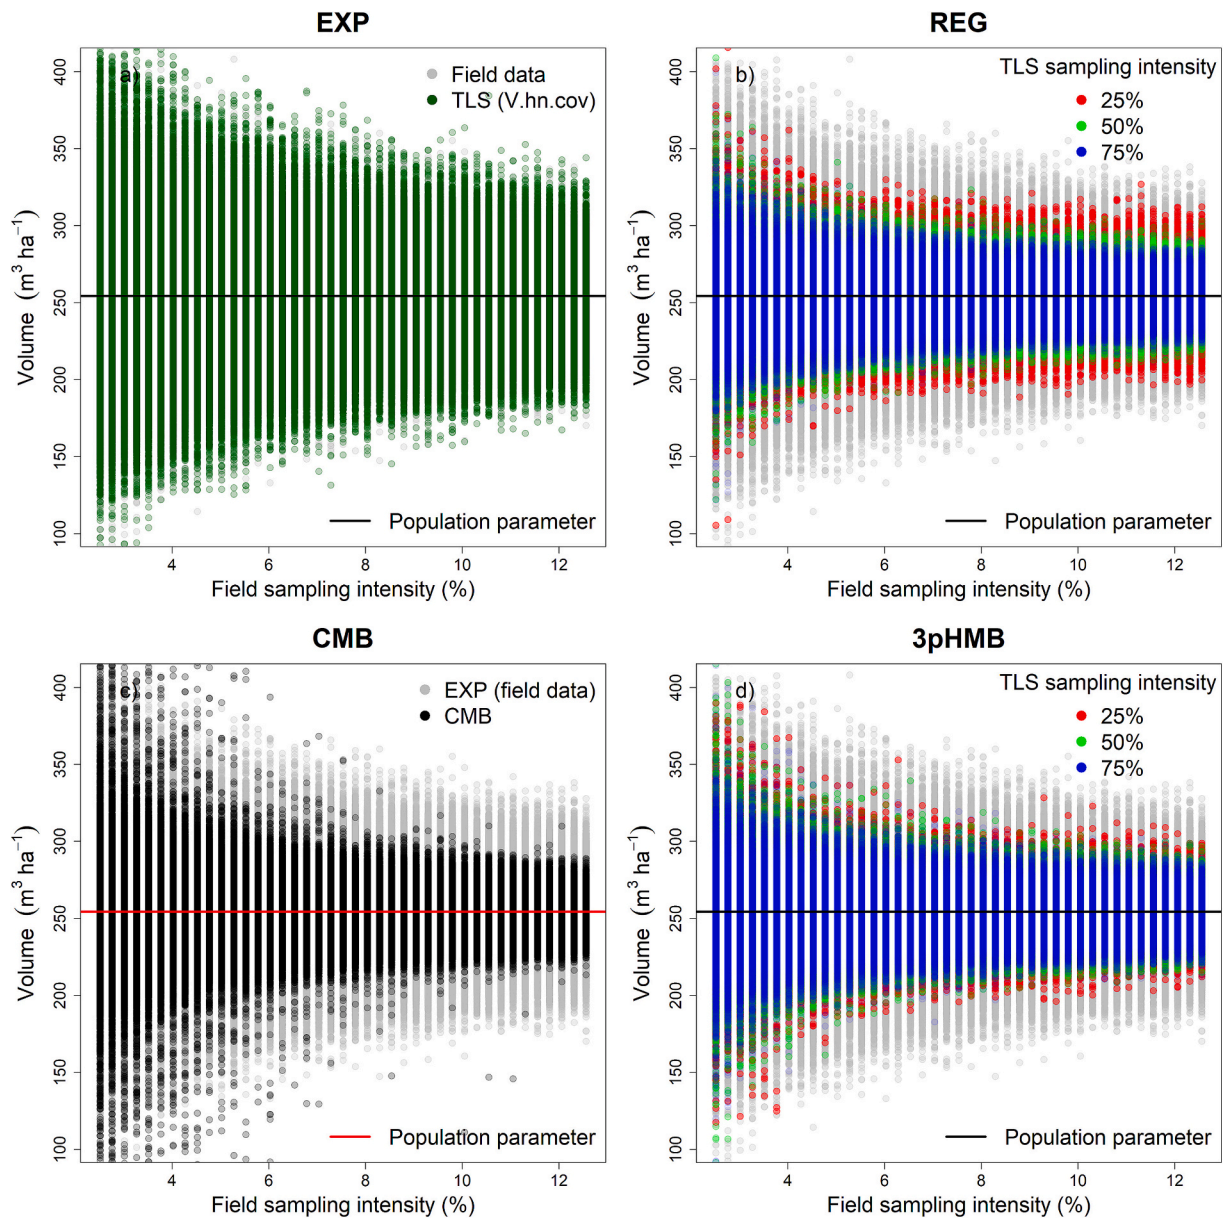 EXP
a)
Field data
TLS (V.hn.cov)
Population parameter
Volume (m³ ha⁻¹)
400
350
300
250
200
150
100
4 6 8 10 12
Field sampling intensity (%)
REG
b)
TLS sampling intensity
25%
50%
75%
Population parameter
Volume (m³ ha⁻¹)
400
350
300
250
200
150
100
4 6 8 10 12
Field sampling intensity (%)
CMB
c)
EXP (field data)
CMB
Population parameter
Volume (m³ ha⁻¹)
400
350
300
250
200
150
100
4 6 8 10 12
Field sampling intensity (%)
3pHMB
d)
TLS sampling intensity
25%
50%
75%
Population parameter
Volume (m³ ha⁻¹)
400
350
300
250
200
150
100
4 6 8 10 12
Field sampling intensity (%)